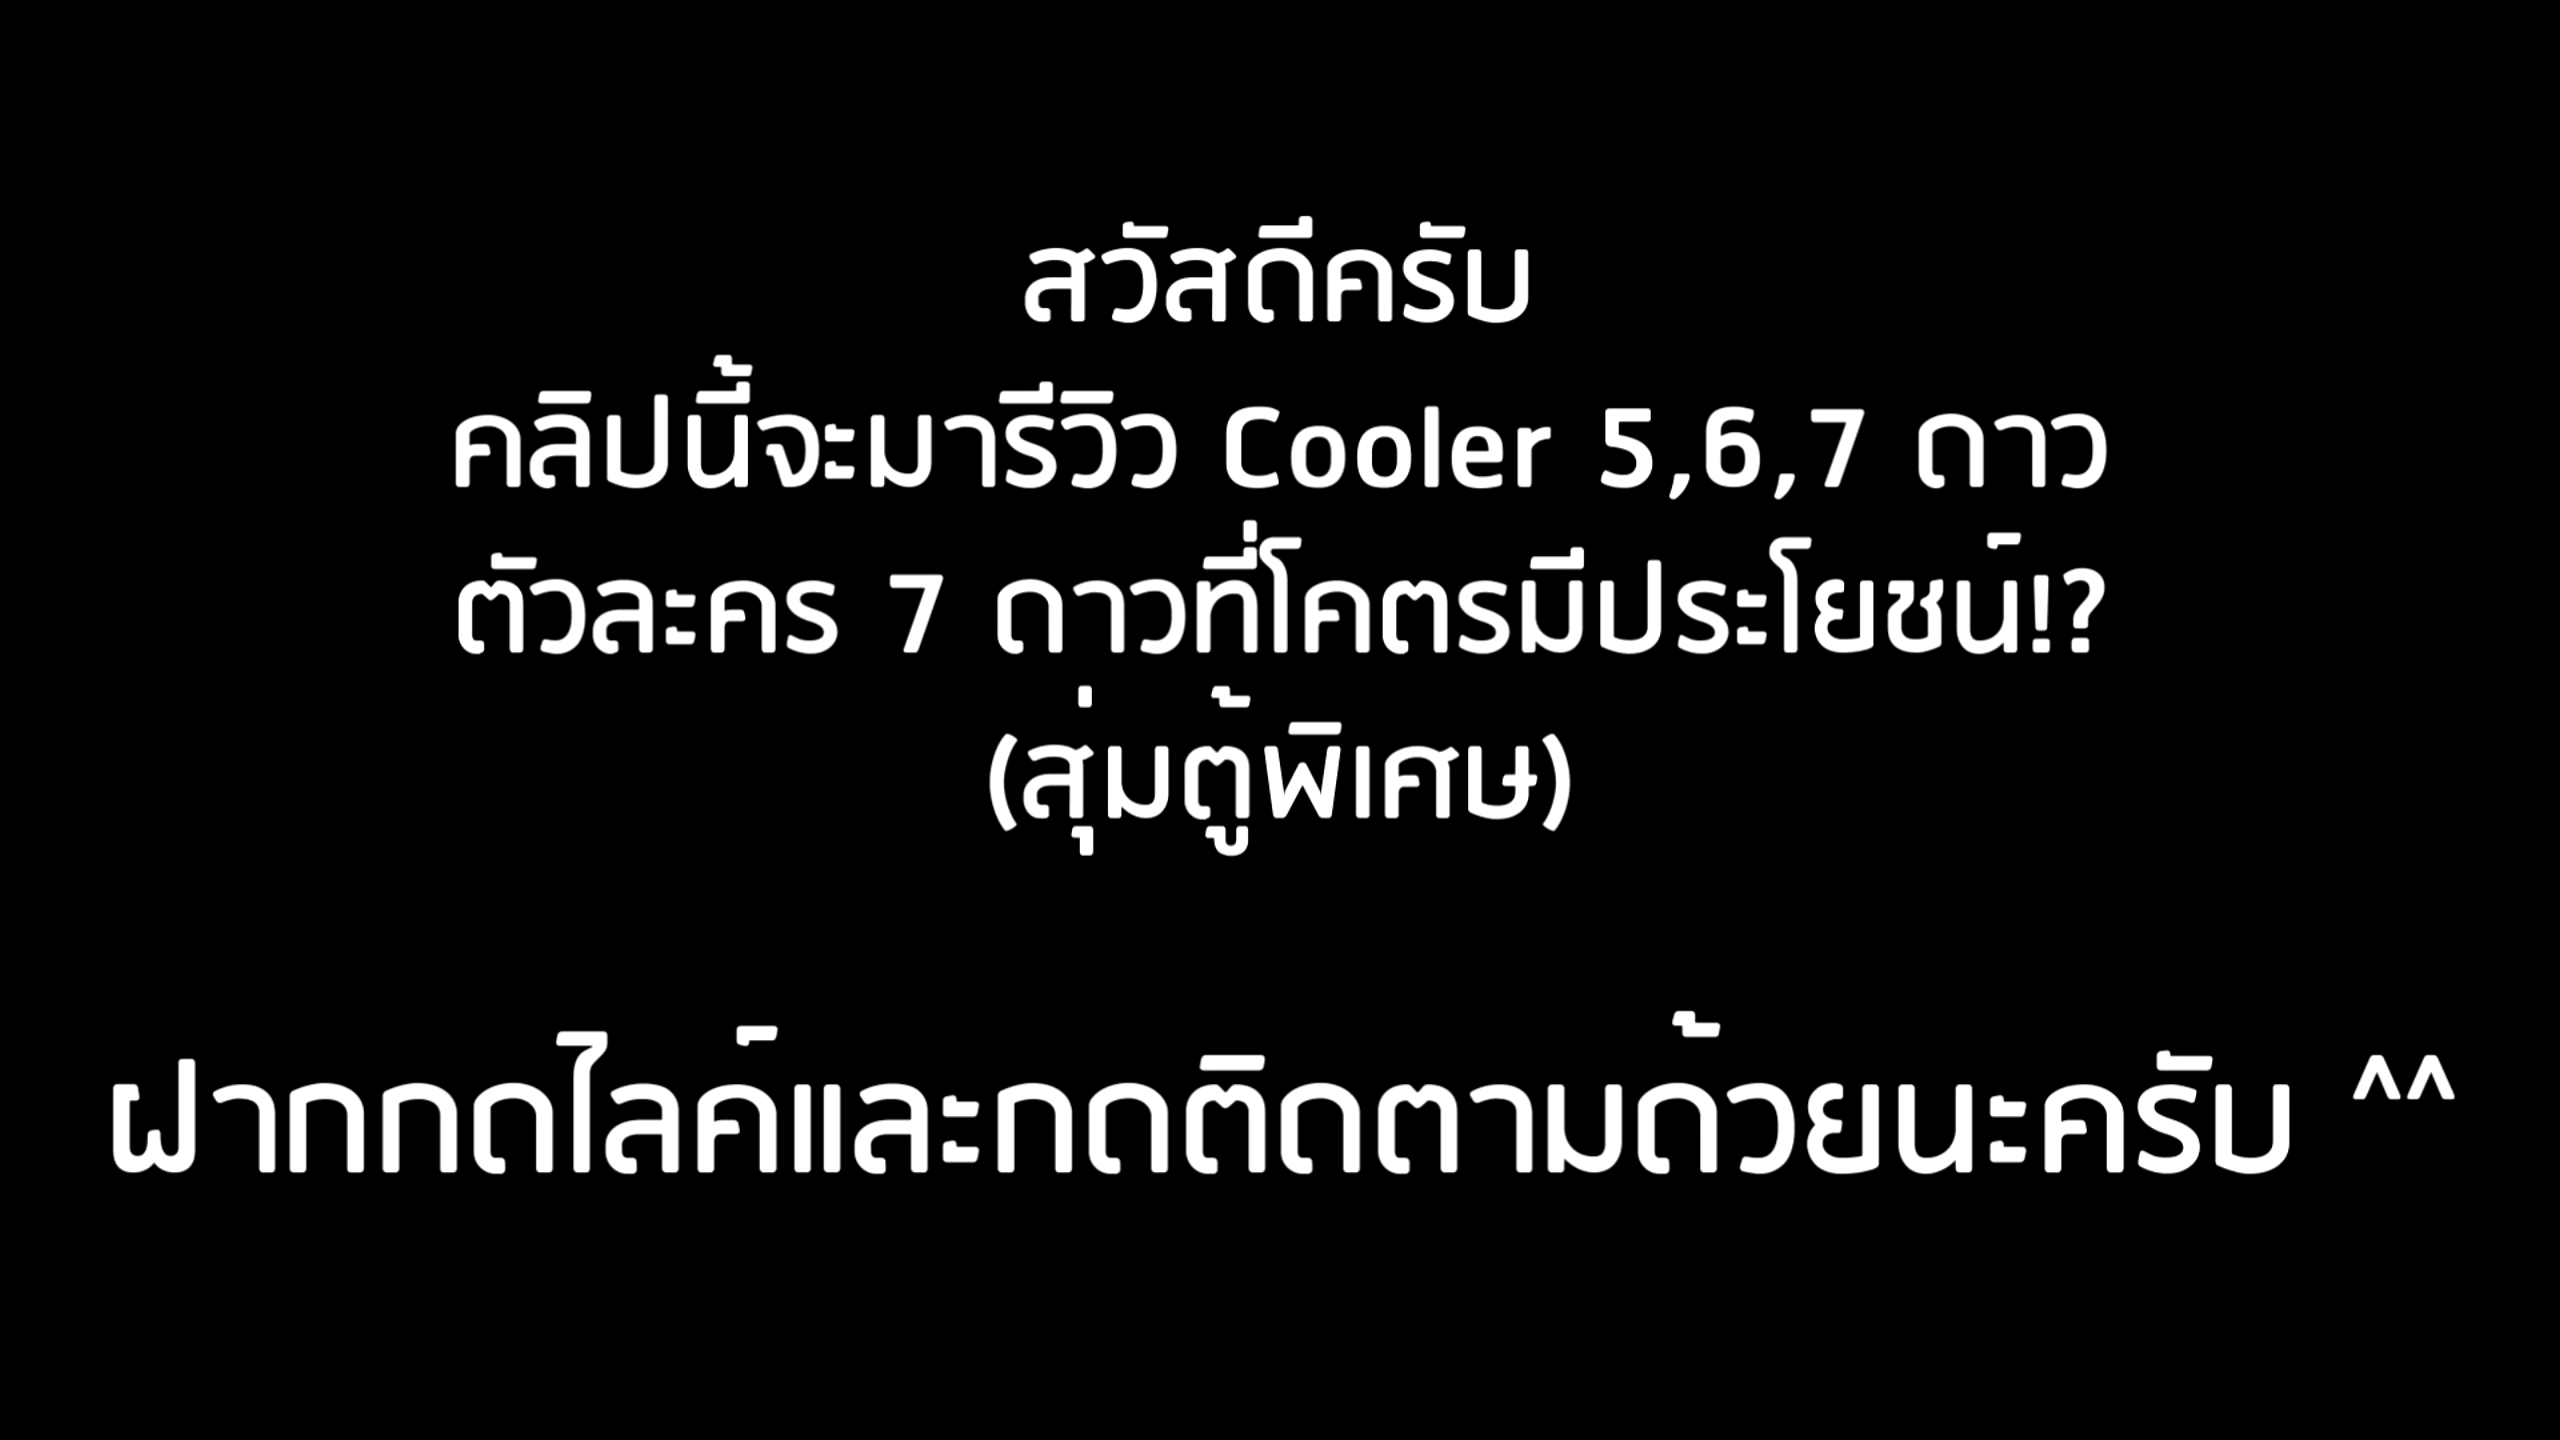 สวัสดีครับ
คลิปนี้จะมารีวิว Cooler 5,6,7 ดาว
ตัวละคร 7 ดาวที่โคตรมีประโยชน์!?
(สุ่มตู้พิเศษ)
ฝากกดไลค์และกดติดตามด้วยนะครับ ^^